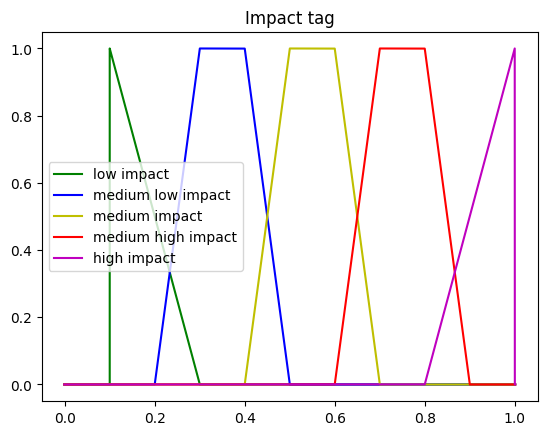 Impact tag
1.0
0.8
0.6
0.4
0.2
0.0
low impact
medium low impact
medium impact
medium high impact
high impact
0.0 0.2 0.4 0.6 0.8 1.0